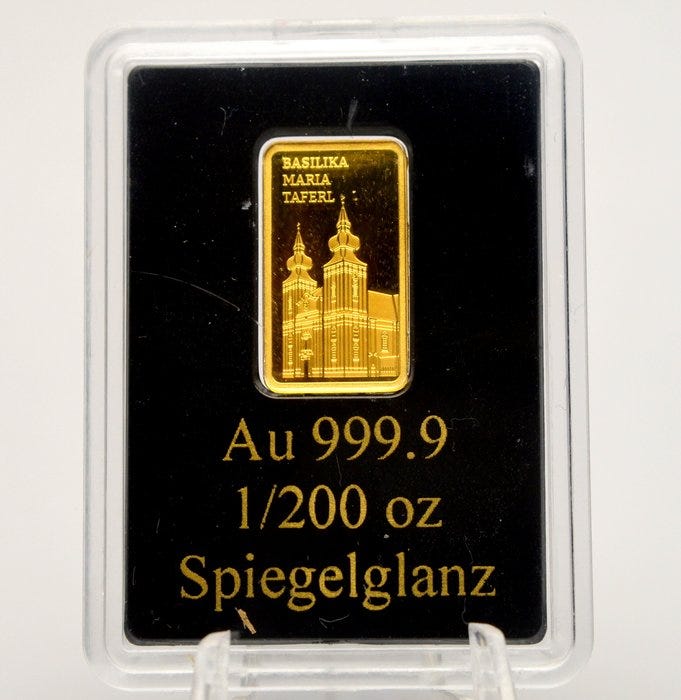 BASILIKA
MARIA
TAFERL
Au 999.9
1/200 oz
Spiegelglanz